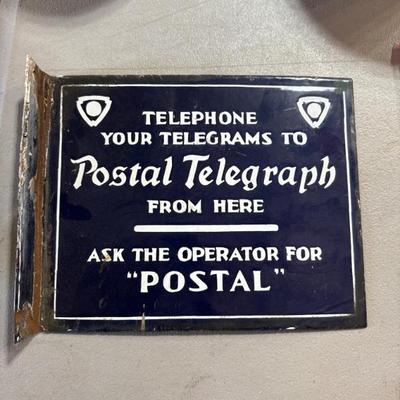 TELEPHONE
YOUR TELEGRAMS TO
Postal Telegraph
FROM HERE
ASK THE OPERATOR FOR
"POSTAL"